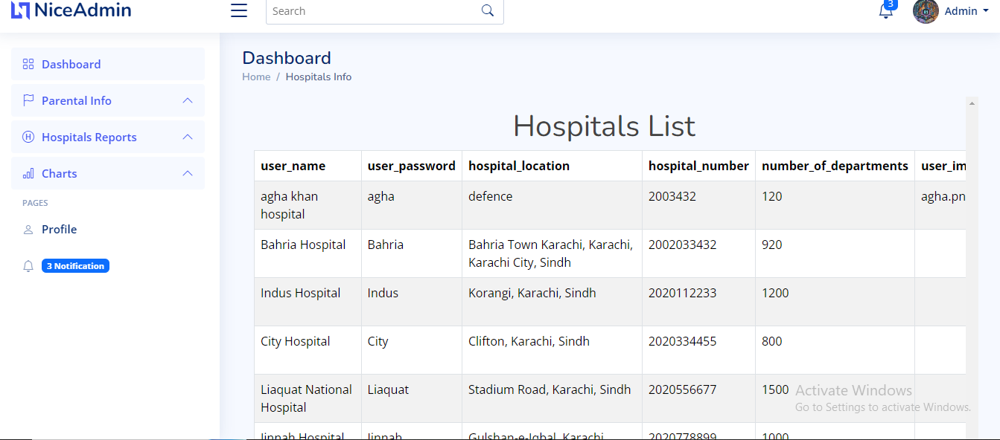 NiceAdmin
Search
3
Admin
Dashboard
Parental Info
Hospitals Reports
Charts
PAGES
Profile
3 Notification
Dashboard
Home / Hospitals Info
Hospitals List
user_name user_password hospital_location hospital_number number_of_departments user_im
agha khan agha defence 2003432 120 agha.pn
hospital
Bahria Hospital Bahria Bahria Town Karachi, Karachi, 2002033432 920
Karachi City, Sindh
Indus Hospital Indus Korangi, Karachi, Sindh 2020112233 1200
City Hospital City Clifton, Karachi, Sindh 2020334455 800
Liaquat National Liaquat Stadium Road, Karachi, Sindh 2020556677 1500
Hospital
Activate Windows
Go to Settings to activate Windows.
Jinnah Hospital Jinnah Gulshan-e-Iqbal, Karachi, 2020778899 1000